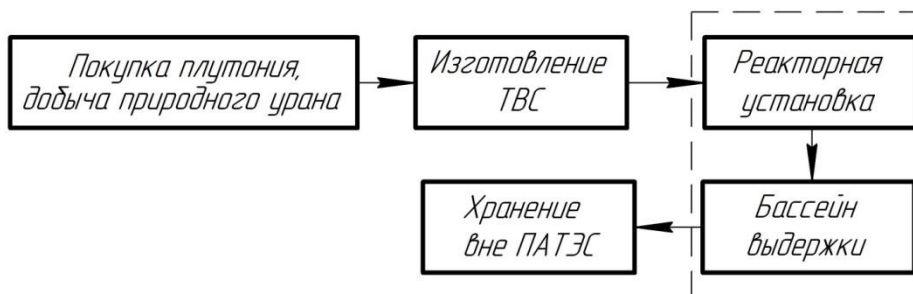 Покупка плутония,
добыча природного урана
Изготовление
ТВС
Реакторная
установка
Хранение
вне ПАТЭС
Бассейн
выдержки